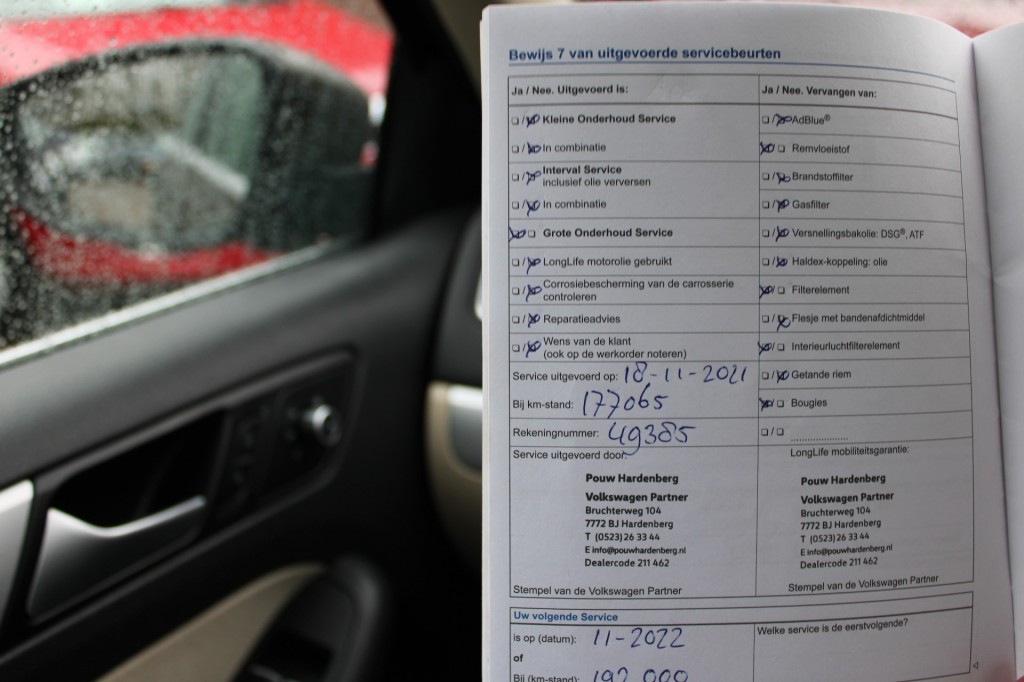 Bewijs 7 van uitgevoerde servicebeurten
Ja / Nee. Uitgevoerd is:
☐ / ☒ Kleine Onderhoud Service
☐ / ☒ In combinatie
☐ / ☒ Interval Service
inclusief olie verversen
☐ / ☒ In combinatie
☒ / ☐ Grote Onderhoud Service
☐ / ☒ LongLife motorolie gebruikt
☐ / ☒ Corrosiebescherming van de carrosserie
controleren
☐ / ☒ Reparatieadvies
☐ / ☒ Wens van de klant
(ook op de werkorder noteren)
Service uitgevoerd op: 18-11-2021
Bij km-stand: 177065
Rekeningnummer: 49385
Service uitgevoerd door:
Pouw Hardenberg
Volkswagen Partner
Bruchterweg 104
7772 BJ Hardenberg
T (0523) 26 33 44
E info@pouwhardenberg.nl
Dealercode 211 462
Stempel van de Volkswagen Partner
Ja / Nee. Vervangen van:
☐ / ☒ AdBlue®
☒ / ☐ Remvloeistof
☐ / ☒ Brandstoffilter
☐ / ☒ Gasfilter
☐ / ☒ Versnellingsbakolie: DSG®, ATF
☐ / ☒ Haldex-koppeling: olie
☒ / ☐ Filterelement
☐ / ☒ Flesje met bandenafdichtmiddel
☒ / ☐ Interieurluchtfilterelement
☐ / ☒ Getande riem
☒ / ☐ Bougies
☐ / ☐ ....................
LongLife mobiliteitsgarantie:
Pouw Hardenberg
Volkswagen Partner
Bruchterweg 104
7772 BJ Hardenberg
T (0523) 26 33 44
E info@pouwhardenberg.nl
Dealercode 211 462
Stempel van de Volkswagen Partner
Uw volgende Service
is op (datum): 11-2022
of
Bij (km-stand): 192 000
Welke service is de eerstvolgende?